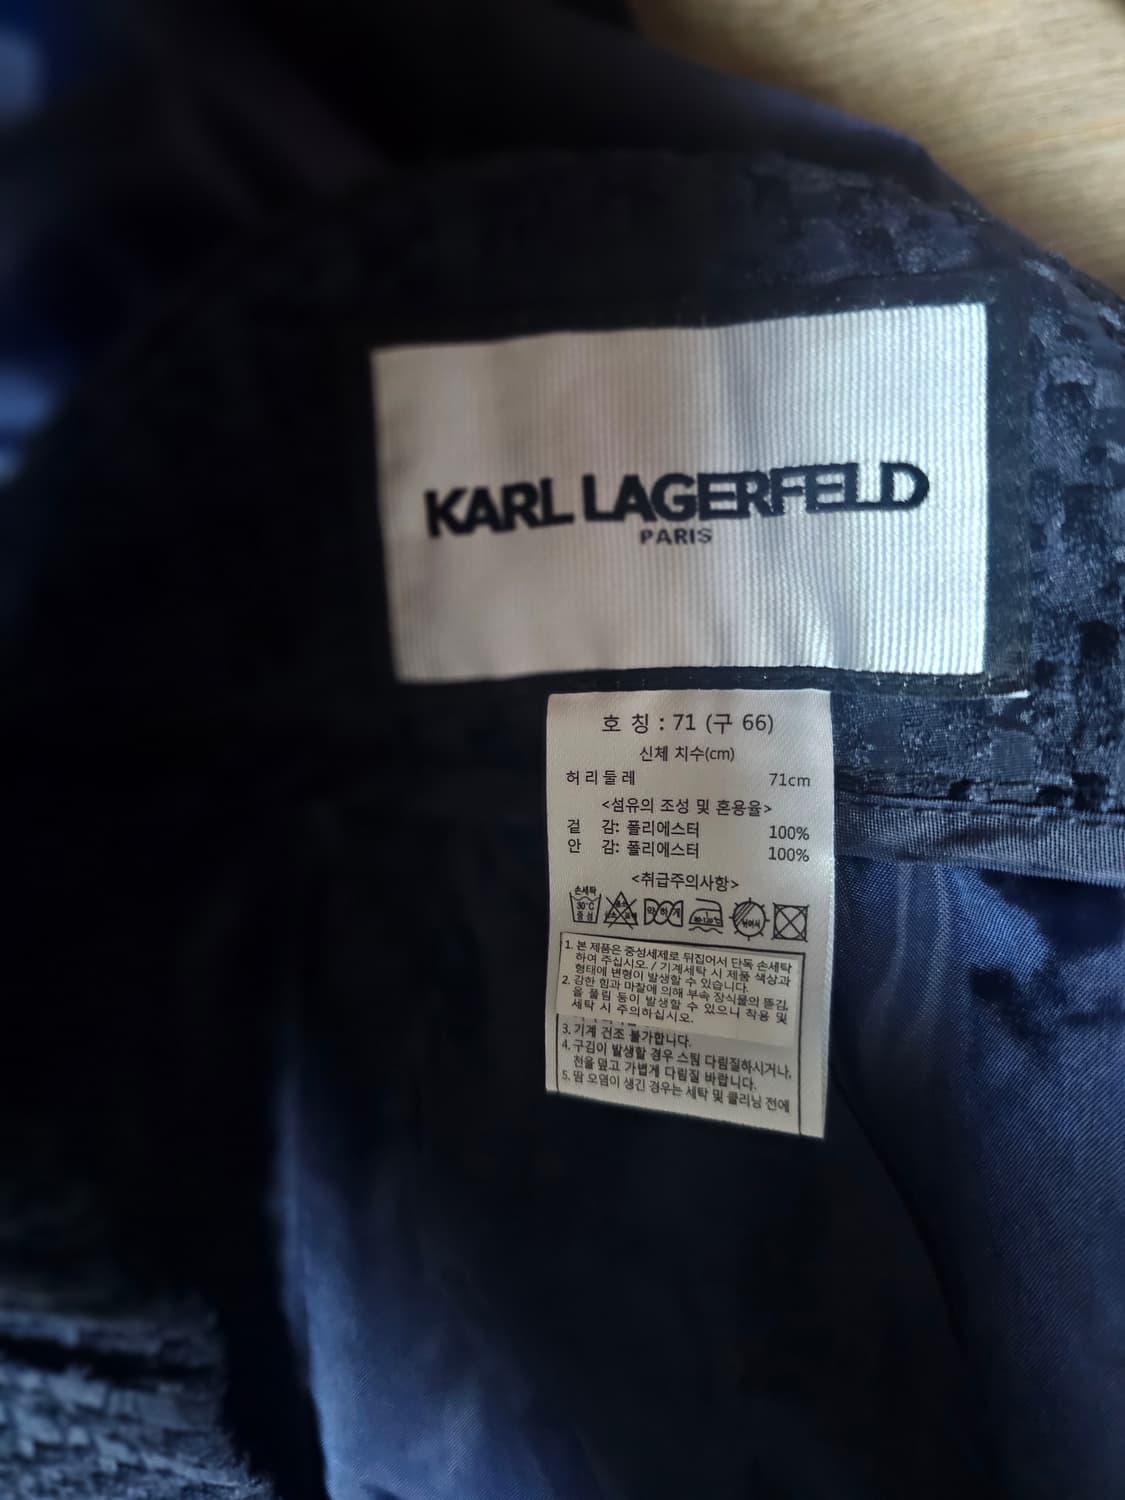 KARL LAGERFELD
PARIS
호 칭 : 71 (구 66)
신체 치수(cm)
허리둘레 71cm
<섬유의 조성 및 혼용율>
겉 감: 폴리에스터 100%
안 감: 폴리에스터 100%
<취급주의사항>
손세탁
30℃
중성
약하게
1. 본 제품은 중성세제로 뒤집어서 단독 손세탁
하여 주십시오. / 기계세탁 시 제품 색상과
형태에 변형이 발생할 수 있습니다.
2. 강한 힘과 마찰에 의해 부속 장식물의 뜯김,
올 풀림 등이 발생할 수 있으니 착용 및
세탁 시 주의하십시오.
3. 기계 건조 불가합니다.
4. 구김이 발생할 경우 스팀 다림질하시거나,
천을 덮고 가볍게 다림질 바랍니다.
5. 땀 오염이 생긴 경우는 세탁 및 클리닝 전에